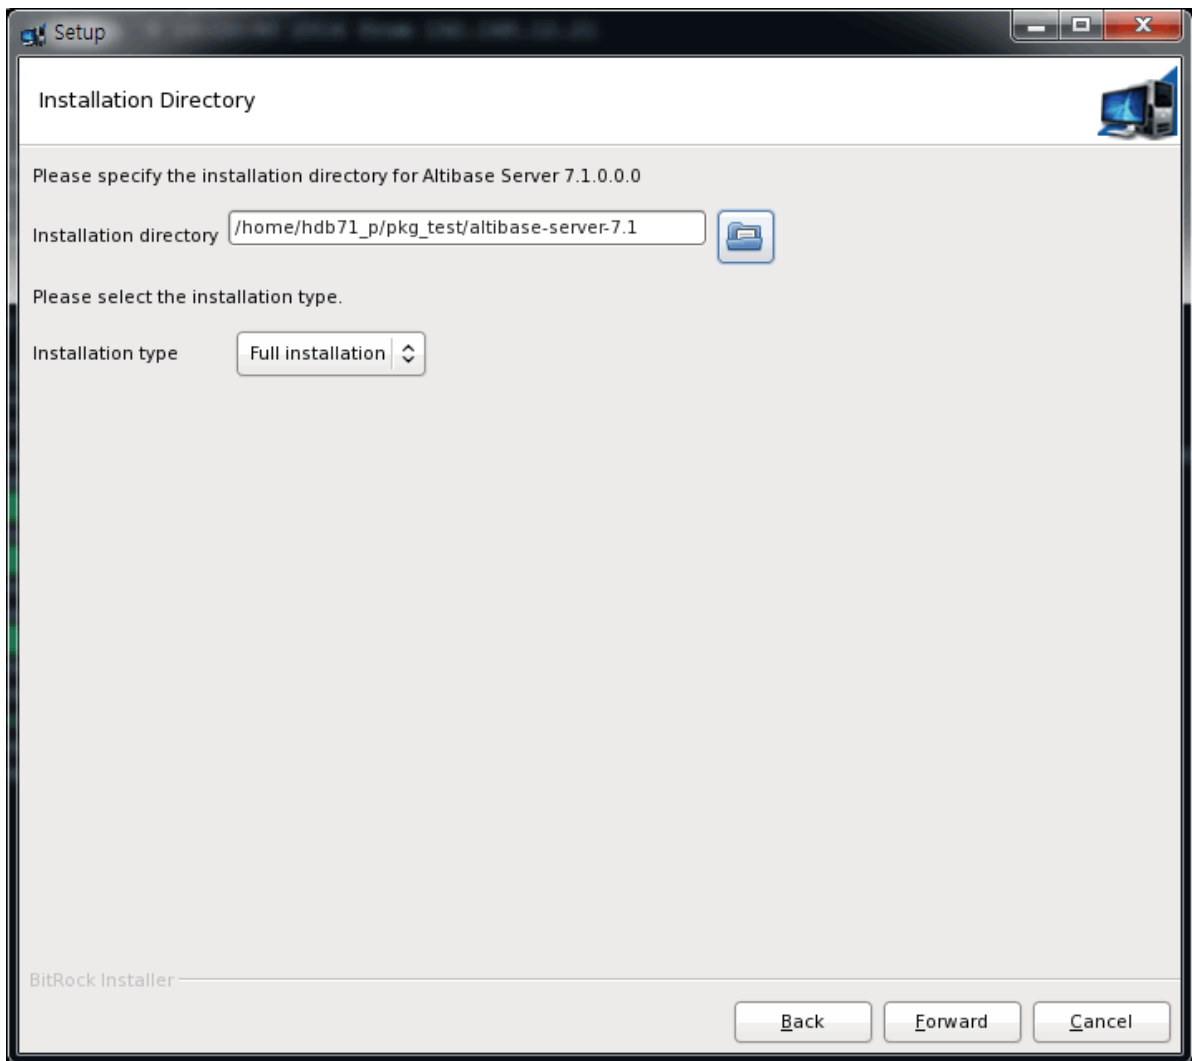 Setup
Installation Directory
Please specify the installation directory for Altibase Server 7.1.0.0.0
Installation directory /home/hdb71_p/pkg_test/altibase-server-7.1
Please select the installation type.
Installation type Full installation
BitRock Installer
Back Forward Cancel